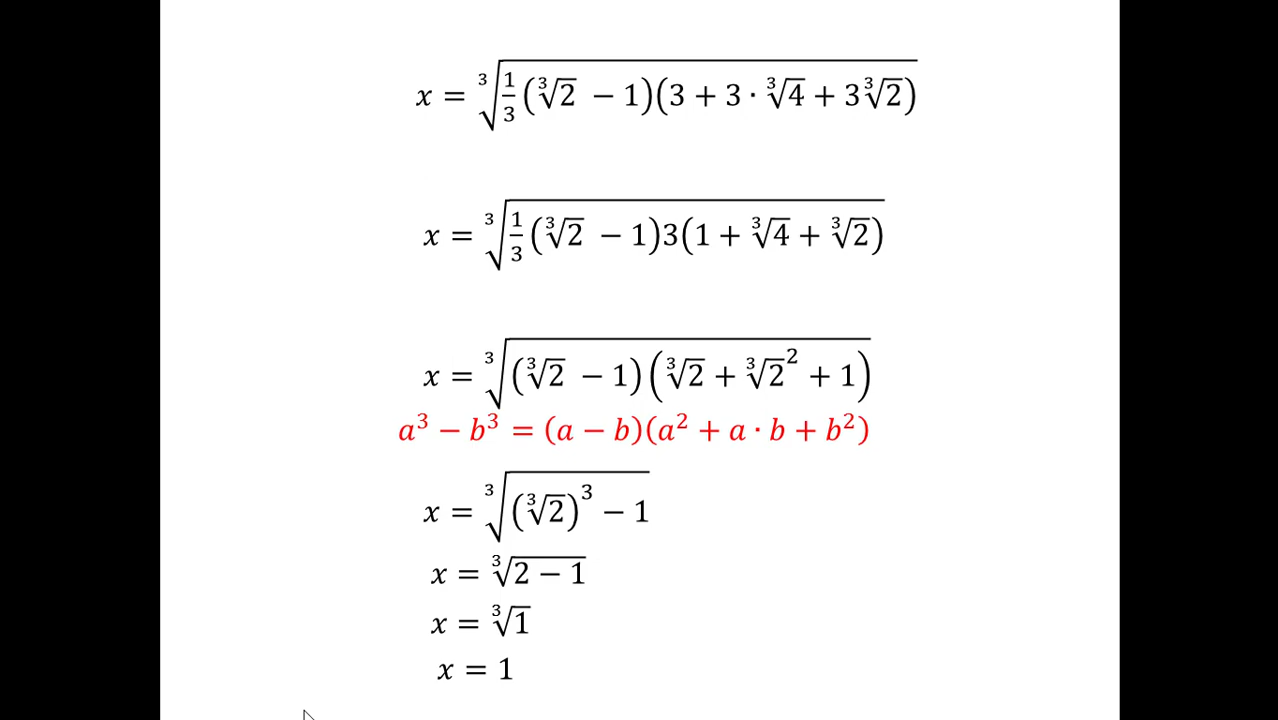 x = ∛(1/3 (∛2 − 1)(3 + 3 · ∛4 + 3∛2))
x = ∛(1/3 (∛2 − 1)3(1 + ∛4 + ∛2))
x = ∛((∛2 − 1)(∛2 + ∛2² + 1))
a³ − b³ = (a − b)(a² + a · b + b²)
x = ∛((∛2)³ − 1)
x = ∛(2 − 1)
x = ∛1
x = 1